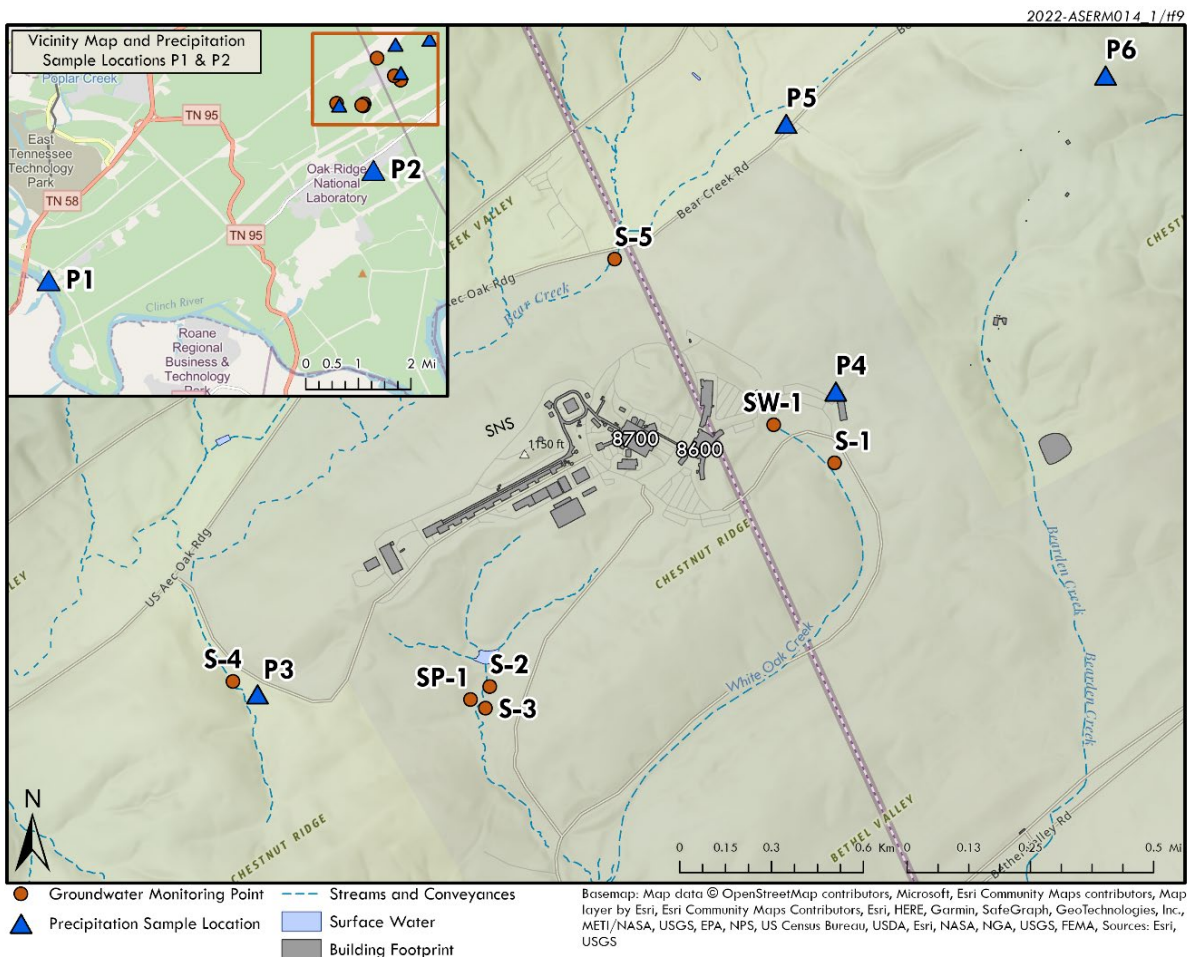 2022-ASERM014_1/tf9
Vicinity Map and Precipitation
Sample Locations P1 & P2
Poplar Creek
TN 95
East
Tennessee
Technology
Park
TN 58
Oak Ridge
National
Laboratory
P2
TN 95
P1
Clinch River
Roane
Regional
Business &
Technology
Park
0 0.5 1 2 Mi
P6
P5
Bear Creek Rd
EEK VALLEY
CHEST
S-5
ec Oak Rdg
Bear Creek
P4
SW-1
SNS
1150 ft
8700
8600
S-1
CHESTNUT RIDGE
Bearden Creek
US Aec Oak Rdg
LEY
White Oak Creek
Bearden Creek
S-4
P3
SP-1
S-2
S-3
N
CHESTNUT RIDGE
BETHEL VALLEY
Bethel Valley Rd
0 0.15 0.3 0.6 Km
0 0.13 0.25 0.5 Mi
Groundwater Monitoring Point
Precipitation Sample Location
Streams and Conveyances
Surface Water
Building Footprint
Basemap: Map data © OpenStreetMap contributors, Microsoft, Esri Community Maps contributors, Map
layer by Esri, Esri Community Maps Contributors, Esri, HERE, Garmin, SafeGraph, GeoTechnologies, Inc.,
METI/NASA, USGS, EPA, NPS, US Census Bureau, USDA, Esri, NASA, NGA, USGS, FEMA, Sources: Esri,
USGS